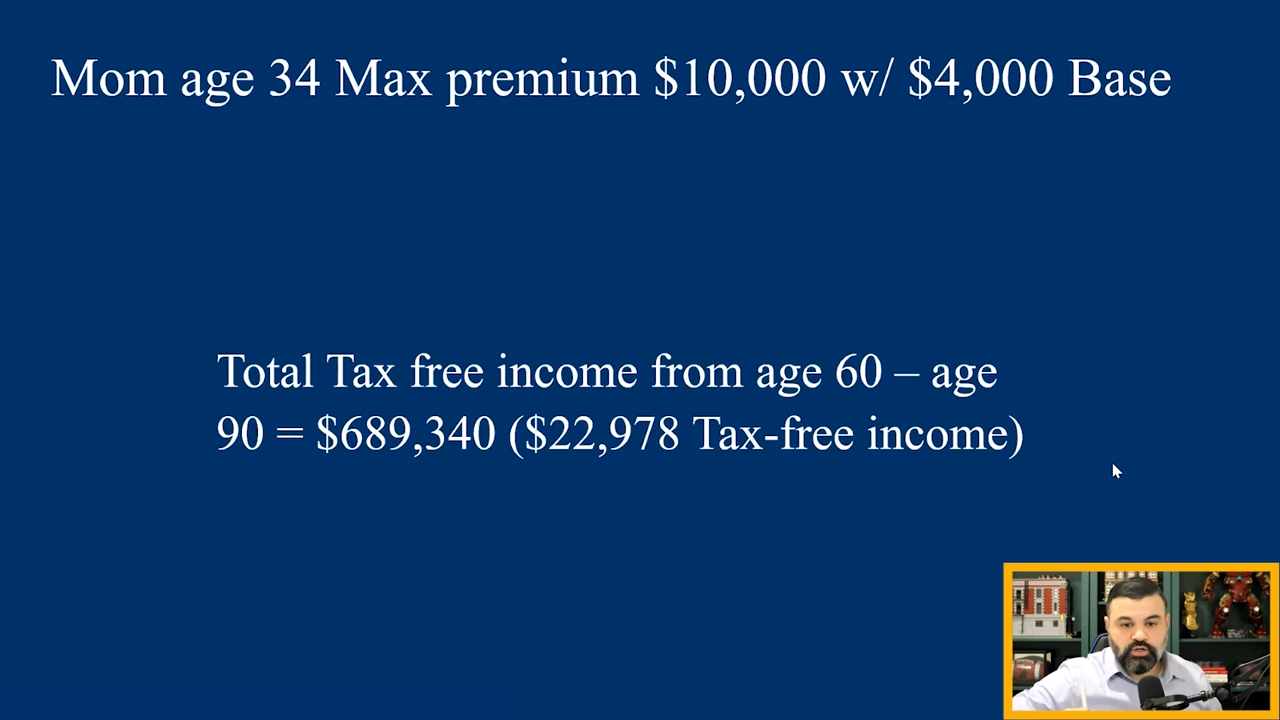 Mom age 34 Max premium $10,000 w/ $4,000 Base
Total Tax free income from age 60 – age
90 = $689,340 ($22,978 Tax-free income)